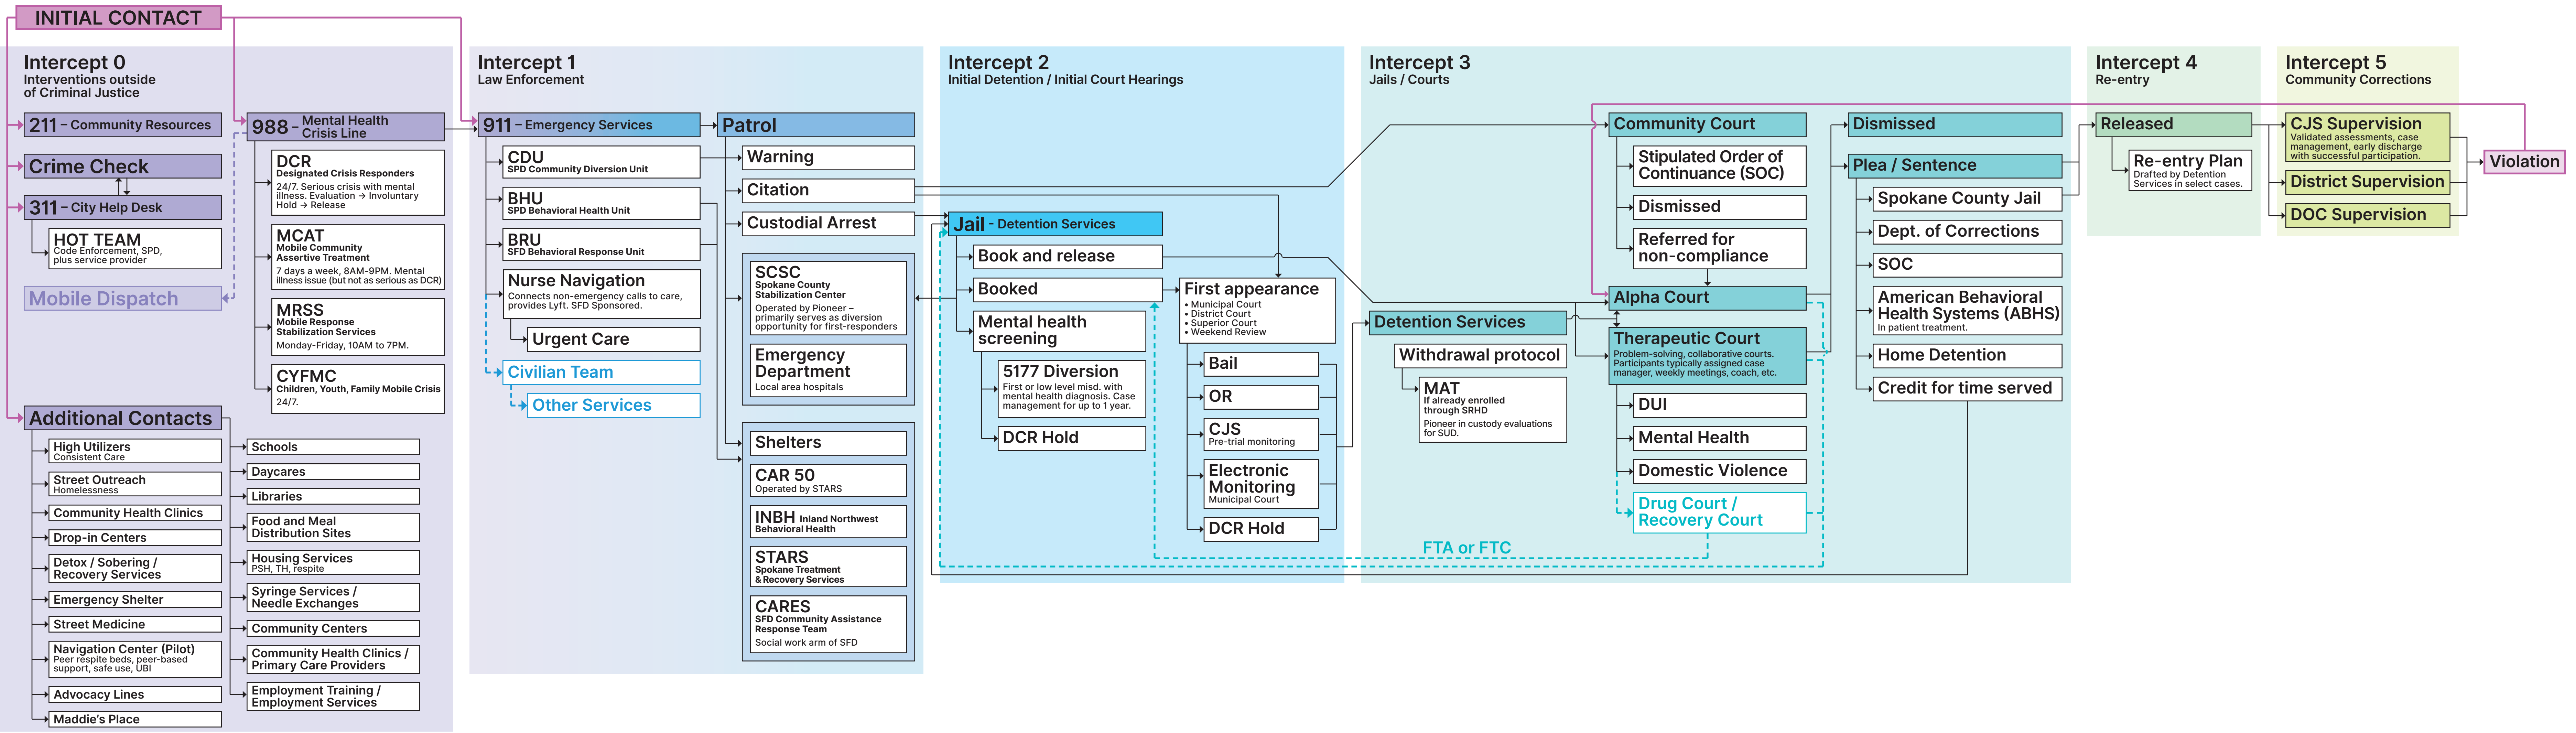 INITIAL CONTACT
Intercept 0
Interventions outside
of Criminal Justice
211 – Community Resources
Crime Check
311 – City Help Desk
HOT TEAM
Code Enforcement, SPD,
plus service provider
Mobile Dispatch
988 – Mental Health
Crisis Line
DCR
Designated Crisis Responders
24/7. Serious crisis with mental
illness. Evaluation → Involuntary
Hold → Release
MCAT
Mobile Community
Assertive Treatment
7 days a week, 8AM-9PM. Mental
illness issue (but not as serious as DCR)
MRSS
Mobile Response
Stabilization Services
Monday-Friday, 10AM to 7PM.
CYFMC
Children, Youth, Family Mobile Crisis
24/7.
Additional Contacts
High Utilizers
Consistent Care
Street Outreach
Homelessness
Community Health Clinics
Drop-in Centers
Detox / Sobering /
Recovery Services
Emergency Shelter
Street Medicine
Navigation Center (Pilot)
Peer respite beds, peer-based
support, safe use, UBI
Advocacy Lines
Maddie's Place
Schools
Daycares
Libraries
Food and Meal
Distribution Sites
Housing Services
PSH, TH, respite
Syringe Services /
Needle Exchanges
Community Centers
Community Health Clinics /
Primary Care Providers
Employment Training /
Employment Services
Intercept 1
Law Enforcement
911 – Emergency Services
CDU
SPD Community Diversion Unit
BHU
SPD Behavioral Health Unit
BRU
SFD Behavioral Response Unit
Nurse Navigation
Connects non-emergency calls to care,
provides Lyft. SFD Sponsored.
Urgent Care
Civilian Team
Other Services
Patrol
Warning
Citation
Custodial Arrest
SCSC
Spokane County
Stabilization Center
Operated by Pioneer –
primarily serves as diversion
opportunity for first-responders
Emergency
Department
Local area hospitals
Shelters
CAR 50
Operated by STARS
INBH Inland Northwest
Behavioral Health
STARS
Spokane Treatment
& Recovery Services
CARES
SFD Community Assistance
Response Team
Social work arm of SFD
Intercept 2
Initial Detention / Initial Court Hearings
Jail - Detention Services
Book and release
Booked
Mental health
screening
5177 Diversion
First or low level misd. with
mental health diagnosis. Case
management for up to 1 year.
DCR Hold
First appearance
• Municipal Court
• District Court
• Superior Court
• Weekend Review
Bail
OR
CJS
Pre-trial monitoring
Electronic
Monitoring
Municipal Court
DCR Hold
Intercept 3
Jails / Courts
Detention Services
Withdrawal protocol
MAT
If already enrolled
through SRHD
Pioneer in custody evaluations
for SUD.
FTA or FTC
Community Court
Stipulated Order of
Continuance (SOC)
Dismissed
Referred for
non-compliance
Alpha Court
Therapeutic Court
Problem-solving, collaborative courts.
Participants typically assigned case
manager, weekly meetings, coach, etc.
DUI
Mental Health
Domestic Violence
Drug Court /
Recovery Court
Dismissed
Plea / Sentence
Spokane County Jail
Dept. of Corrections
SOC
American Behavioral
Health Systems (ABHS)
In patient treatment.
Home Detention
Credit for time served
Intercept 4
Re-entry
Released
Re-entry Plan
Drafted by Detention
Services in select cases.
Intercept 5
Community Corrections
CJS Supervision
Validated assessments, case
management, early discharge
with successful participation.
District Supervision
DOC Supervision
Violation